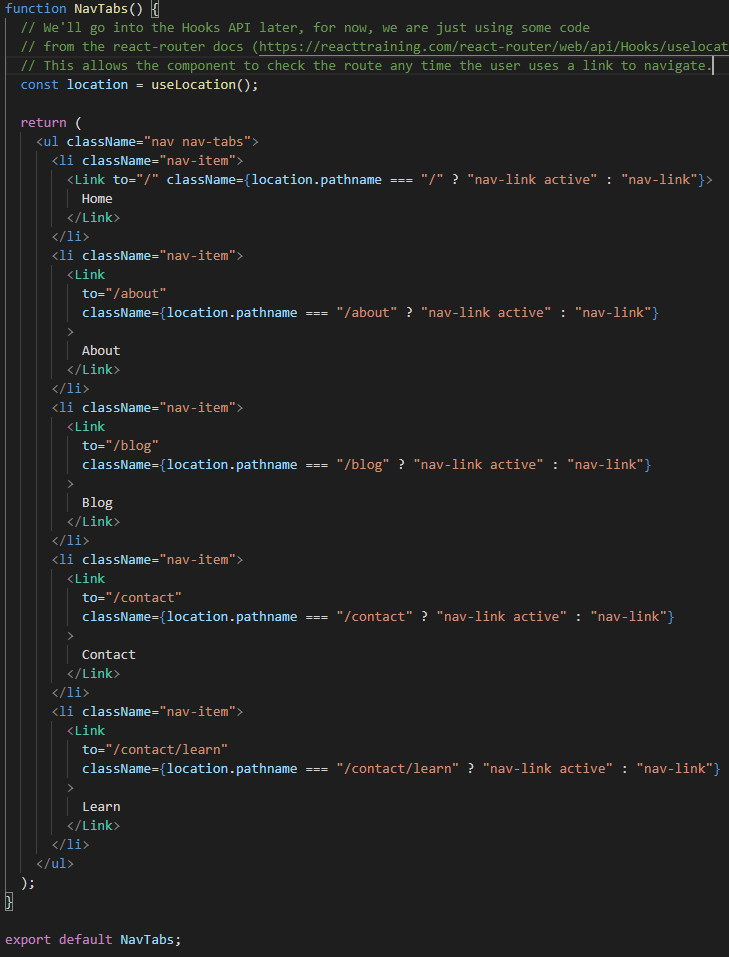 function NavTabs() {
  // We'll go into the Hooks API later, for now, we are just using some code
  // from the react-router docs (https://reacttraining.com/react-router/web/api/Hooks/uselocat
  // This allows the component to check the route any time the user uses a link to navigate.
  const location = useLocation();

  return (
    <ul className="nav nav-tabs">
      <li className="nav-item">
        <Link to="/" className={location.pathname === "/" ? "nav-link active" : "nav-link"}>
          Home
        </Link>
      </li>
      <li className="nav-item">
        <Link
          to="/about"
          className={location.pathname === "/about" ? "nav-link active" : "nav-link"}
        >
          About
        </Link>
      </li>
      <li className="nav-item">
        <Link
          to="/blog"
          className={location.pathname === "/blog" ? "nav-link active" : "nav-link"}
        >
          Blog
        </Link>
      </li>
      <li className="nav-item">
        <Link
          to="/contact"
          className={location.pathname === "/contact" ? "nav-link active" : "nav-link"}
        >
          Contact
        </Link>
      </li>
      <li className="nav-item">
        <Link
          to="/contact/learn"
          className={location.pathname === "/contact/learn" ? "nav-link active" : "nav-link"}
        >
          Learn
        </Link>
      </li>
    </ul>
  );
}

export default NavTabs;